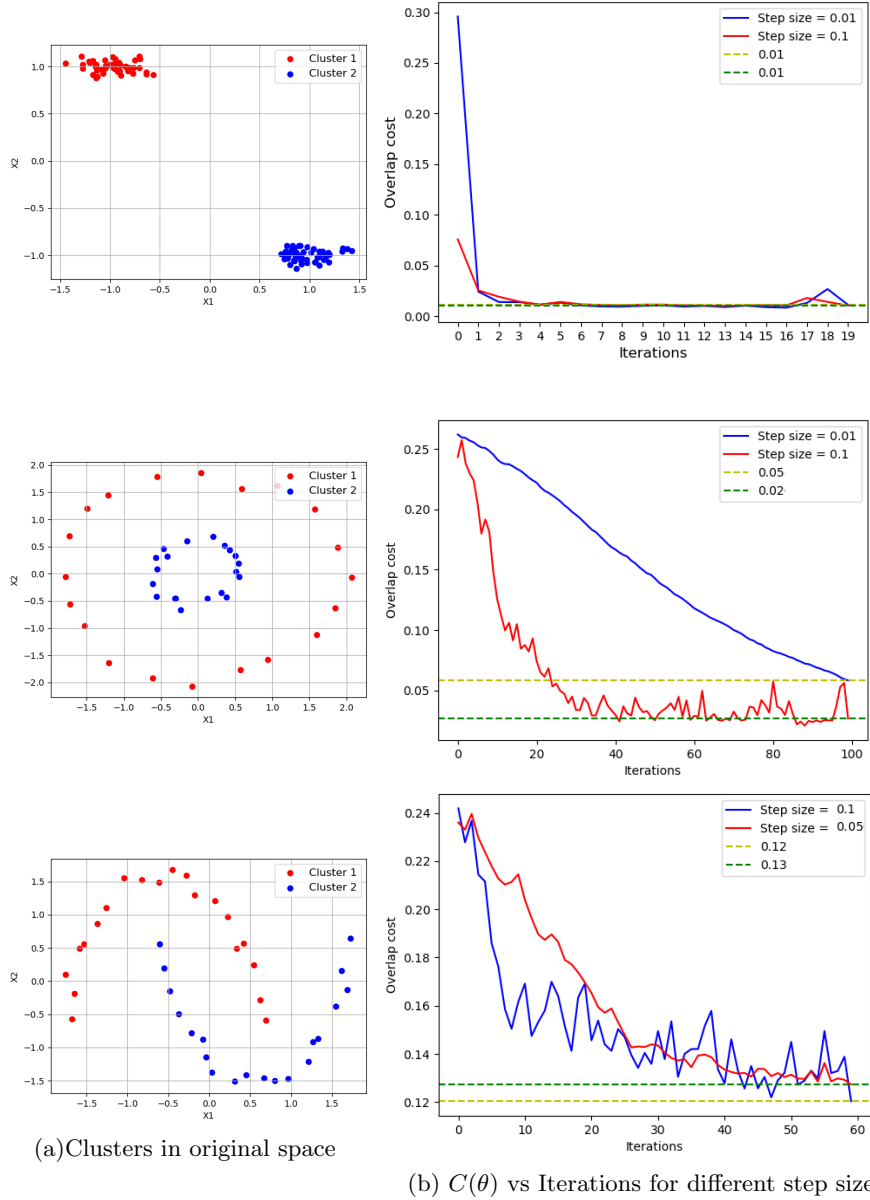 Cluster 1
Cluster 2
1.0
0.5
0.0
−0.5
−1.0
X2
−1.5 −1.0 −0.5 0.0 0.5 1.0 1.5
X1
Step size = 0.01
Step size = 0.1
0.01
0.01
0.30
0.25
0.20
0.15
0.10
0.05
0.00
Overlap cost
0 1 2 3 4 5 6 7 8 9 10 11 12 13 14 15 16 17 18 19
Iterations
Cluster 1
Cluster 2
2.0
1.5
1.0
0.5
0.0
−0.5
−1.0
−1.5
−2.0
X2
−1.5 −1.0 −0.5 0.0 0.5 1.0 1.5 2.0
X1
Step size = 0.01
Step size = 0.1
0.05
0.02
0.25
0.20
0.15
0.10
0.05
Overlap cost
0 20 40 60 80 100
Iterations
Cluster 1
Cluster 2
1.5
1.0
0.5
0.0
−0.5
−1.0
−1.5
X2
−1.5 −1.0 −0.5 0.0 0.5 1.0 1.5
X1
Step size = 0.1
Step size = 0.05
0.12
0.13
0.24
0.22
0.20
0.18
0.16
0.14
0.12
Overlap cost
0 10 20 30 40 50 60
Iterations
(a)Clusters in original space
(b) C(θ) vs Iterations for different step size